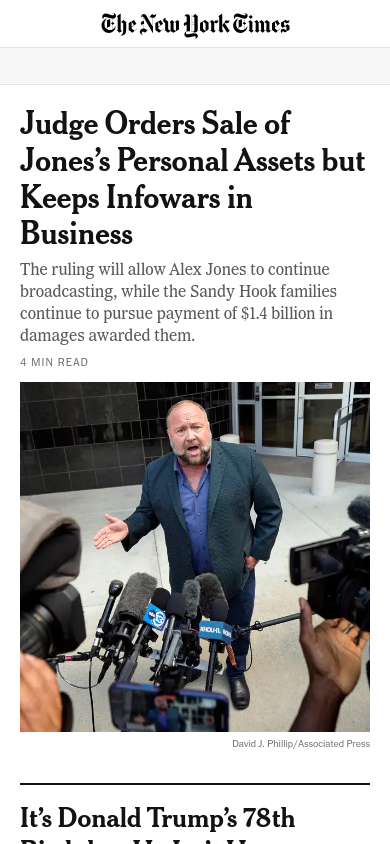 The New York Times
Judge Orders Sale of
Jones's Personal Assets but
Keeps Infowars in
Business
The ruling will allow Alex Jones to continue
broadcasting, while the Sandy Hook families
continue to pursue payment of $1.4 billion in
damages awarded them.
4 MIN READ
KHOU-11
David J. Phillip/Associated Press
It's Donald Trump's 78th